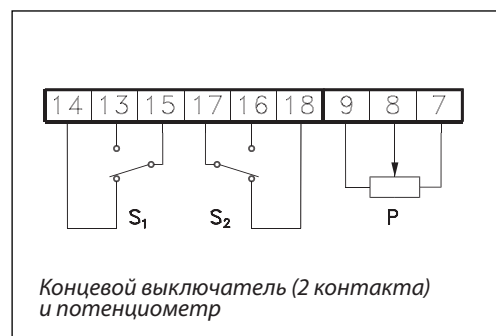 14 13 15 17 16 18 9 8 7
S₁ S₂ P
Концевой выключатель (2 контакта)
и потенциометр